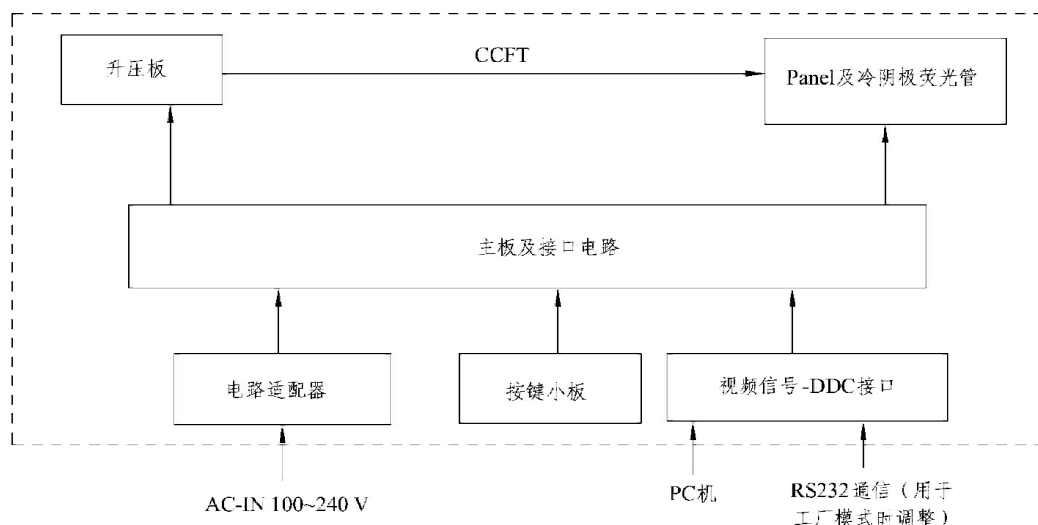 升压板
CCFT
Panel及冷阴极荧光管
主板及接口电路
电路适配器
按键小板
视频信号-DDC接口
AC-IN 100~240 V
PC机
RS232通信（用于
工厂模式时调整）